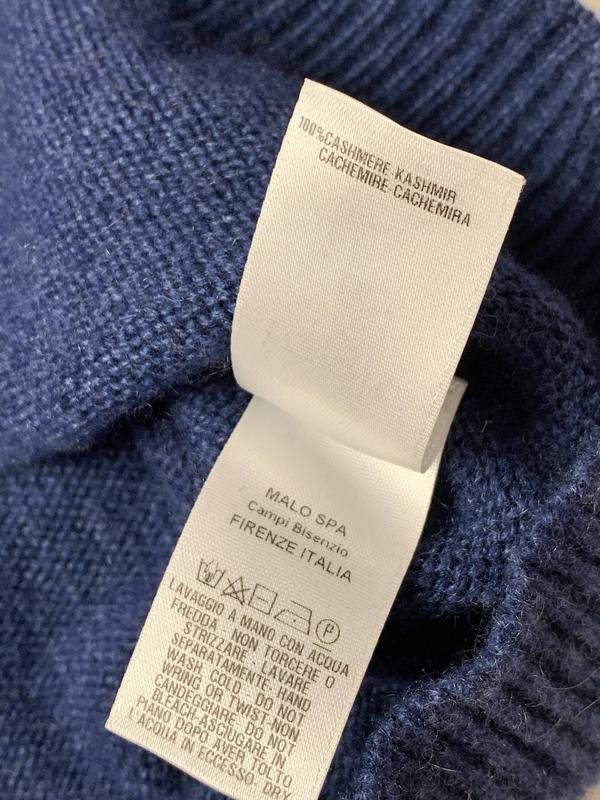 100%CASHMERE-KASHMIR
CACHEMIRE-CACHEMIRA
MALO SPA
Campi Bisenzio
FIRENZE ITALIA
P
LAVAGGIO A MANO CON ACQUA
FREDDA . NON TORCERE O
STRIZZARE . LAVARE
SEPARATAMENTE. HAND
WASH COLD . DO NOT
WRING OR TWIST-NON
CANDEGGIARE. DO NOT
BLEACH-ASCIUGARE IN
PIANO DOPO AVER TOLTO
L'ACQUA IN ECCESSO. DRY